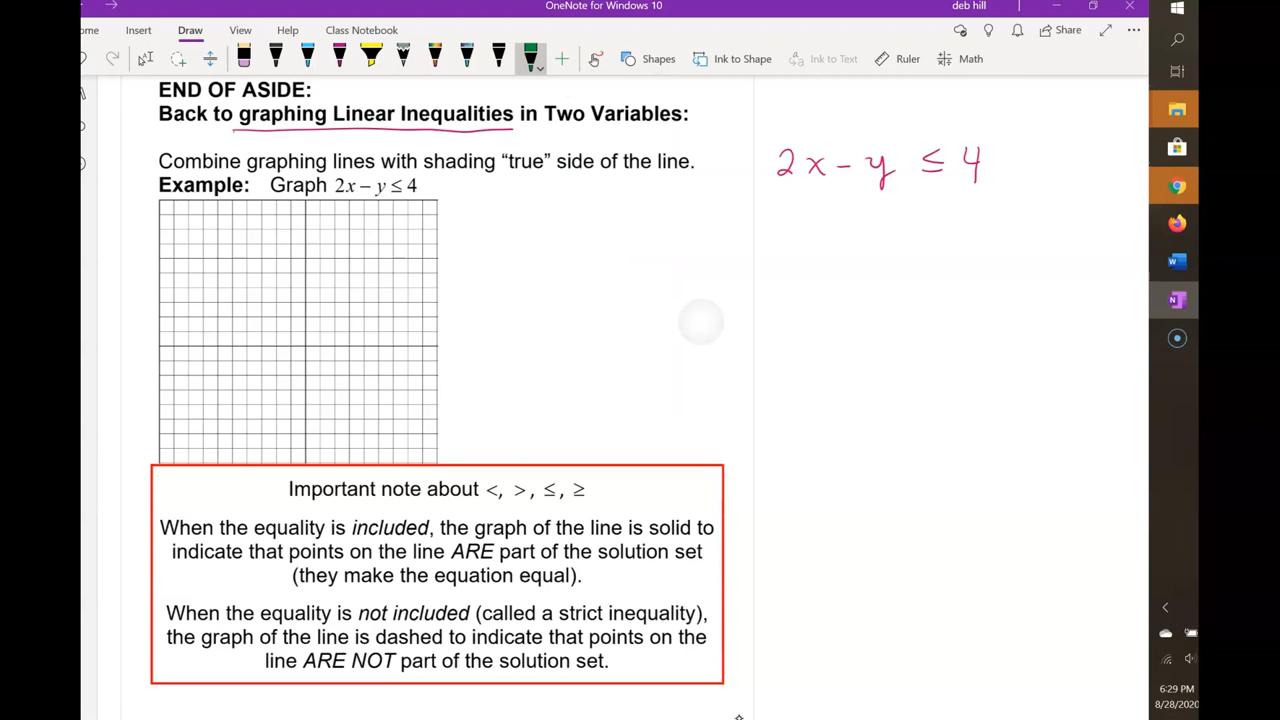 OneNote for Windows 10
deb hill
ome Insert Draw View Help Class Notebook
Share
Shapes Ink to Shape Ink to Text Ruler Math
END OF ASIDE:
Back to graphing Linear Inequalities in Two Variables:
Combine graphing lines with shading “true” side of the line.
Example: Graph 2x – y ≤ 4
2x – y ≤ 4
Important note about <, >, ≤, ≥
When the equality is included, the graph of the line is solid to
indicate that points on the line ARE part of the solution set
(they make the equation equal).
When the equality is not included (called a strict inequality),
the graph of the line is dashed to indicate that points on the
line ARE NOT part of the solution set.
6:29 PM
8/28/2020